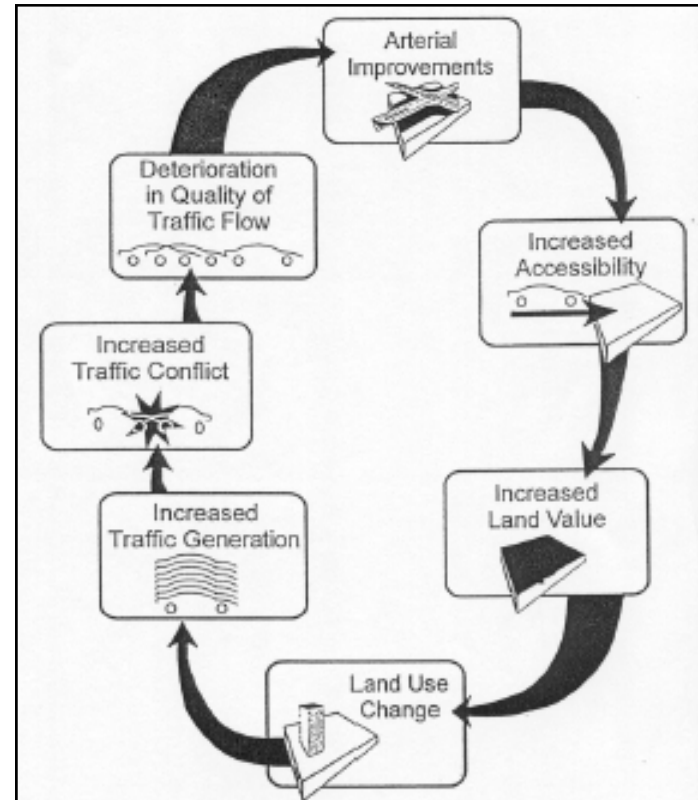 Arterial
Improvements
Increased
Accessibility
Increased
Land Value
Land Use
Change
Increased
Traffic Generation
Increased
Traffic Conflict
Deterioration
in Quality of
Traffic Flow